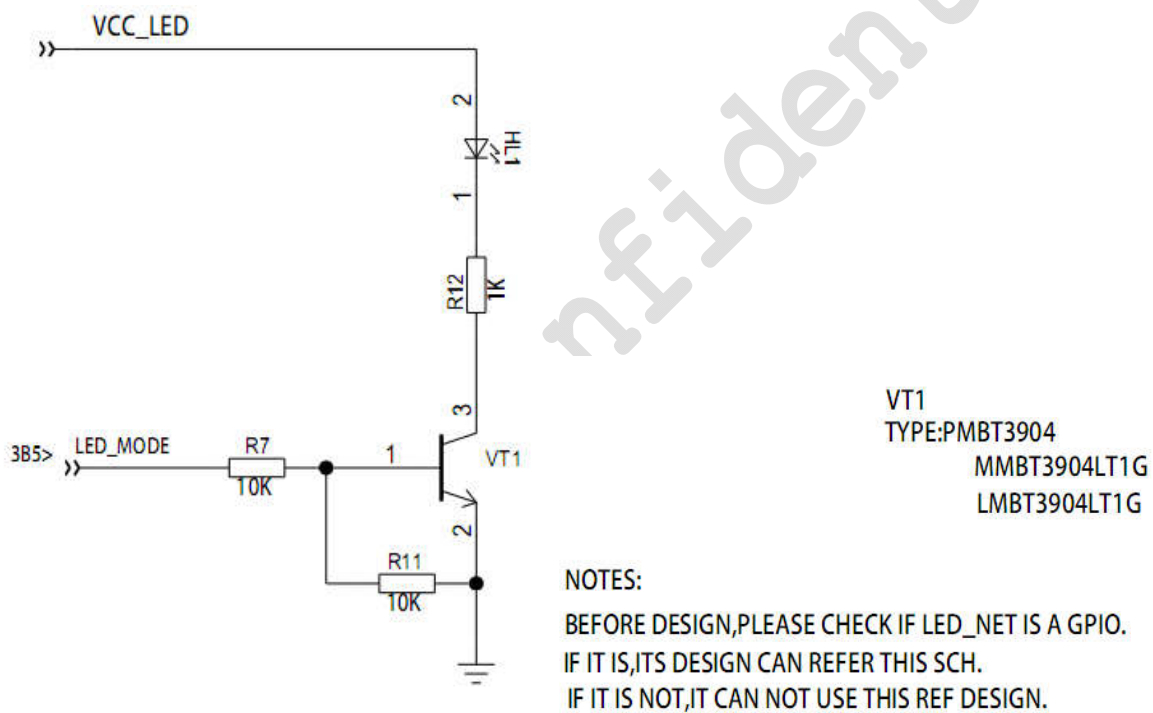 VCC_LED
2
HL1
1
R12
1K
3
3B5>
LED_MODE
R7
10K
1
VT1
2
R11
10K
VT1
TYPE:PMBT3904
MMBT3904LT1G
LMBT3904LT1G
NOTES:
BEFORE DESIGN,PLEASE CHECK IF LED_NET IS A GPIO.
IF IT IS,ITS DESIGN CAN REFER THIS SCH.
IF IT IS NOT,IT CAN NOT USE THIS REF DESIGN.
nfident